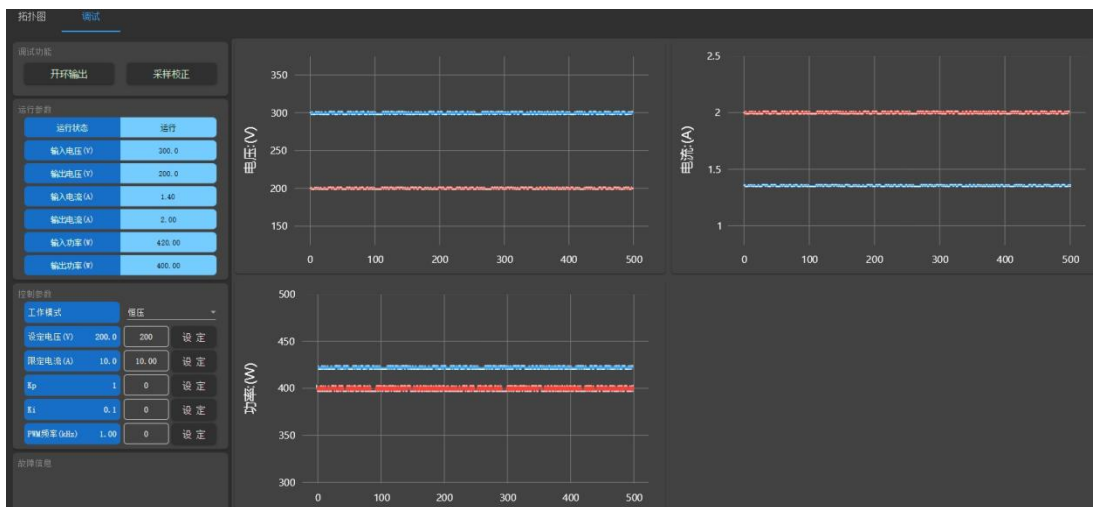 拓扑图 调试
调试功能
开环输出 采样校正
运行参数
运行状态 运行
输入电压(V) 300.0
输出电压(V) 200.0
输入电流(A) 1.40
输出电流(A) 2.00
输入功率(W) 420.00
输出功率(W) 400.00
控制参数
工作模式 恒压
设定电压(V) 200.0 200 设定
限定电流(A) 10.0 10.00 设定
Kp 1 0 设定
Ki 0.1 0 设定
PWM频率(kHz) 1.00 0 设定
故障信息
电压:(V)
350
300
250
200
150
0 100 200 300 400 500
电流:(A)
2.5
2
1.5
1
0 100 200 300 400 500
功率:(W)
500
450
400
350
300
0 100 200 300 400 500